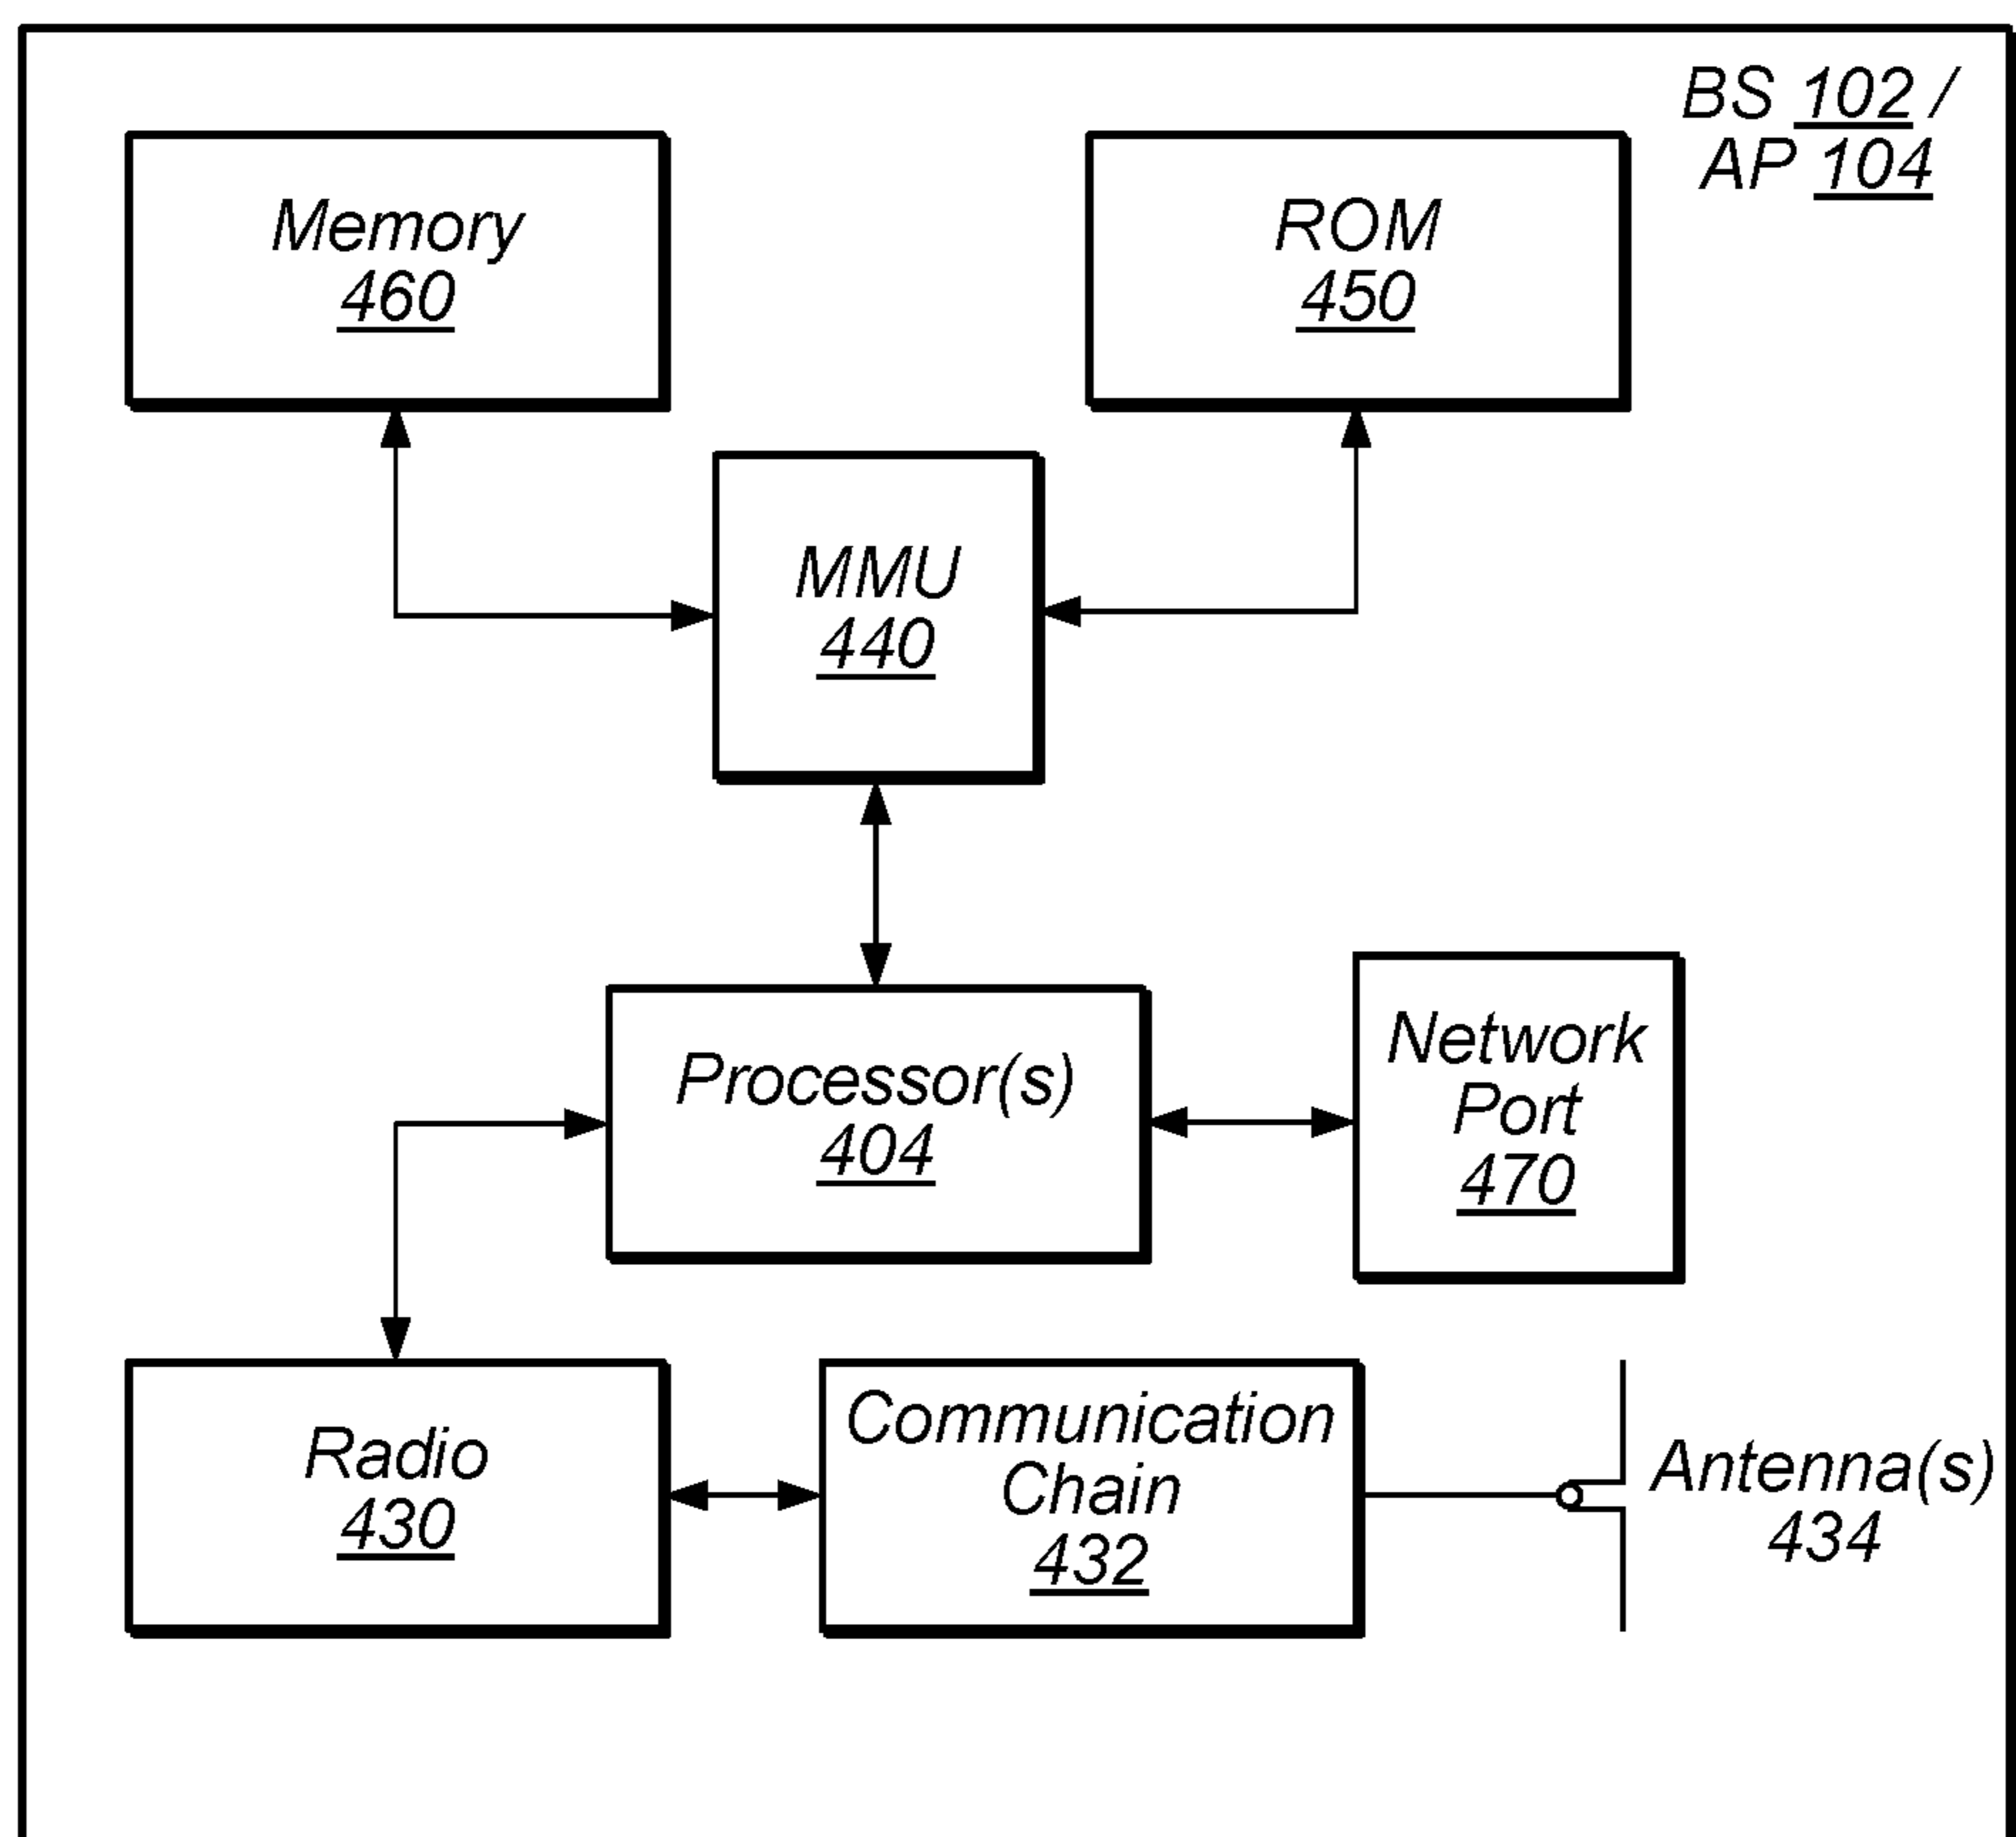 BS 102 /
AP 104
Memory
460
ROM
450
MMU
440
Processor(s)
404
Network
Port
470
Radio
430
Communication
Chain
432
Antenna(s)
434